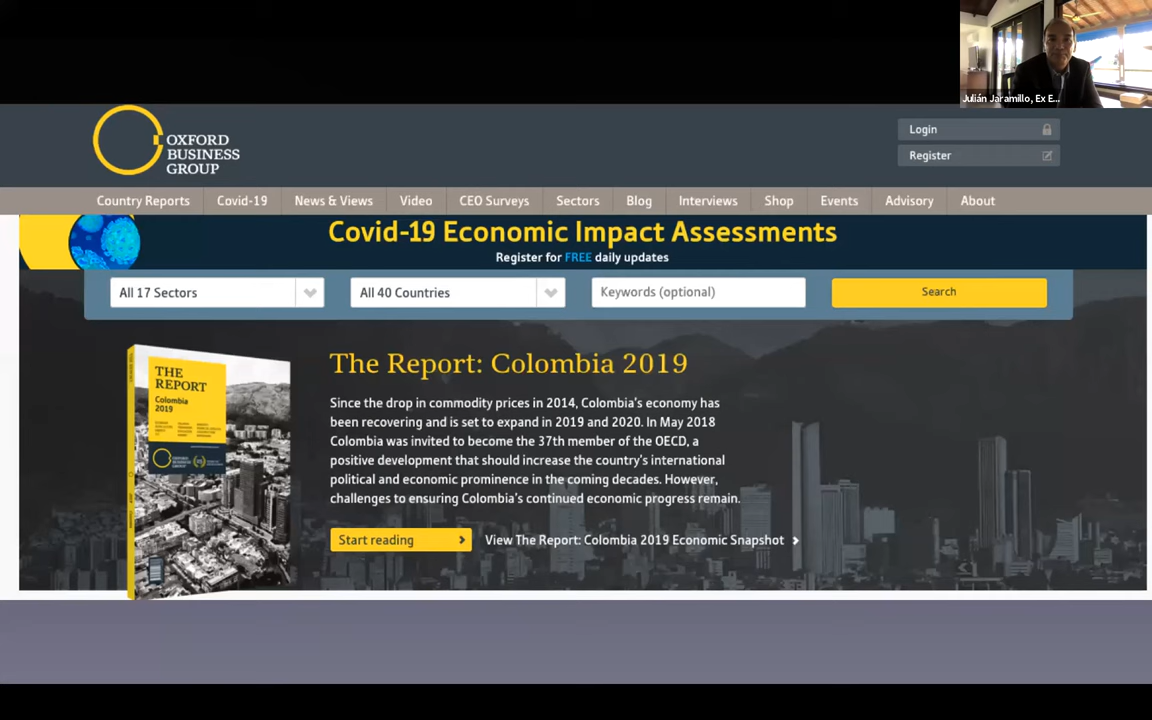 Julián Jaramillo, Ex E...
OXFORD
BUSINESS
GROUP
Login
Register
Country Reports
Covid-19
News & Views
Video
CEO Surveys
Sectors
Blog
Interviews
Shop
Events
Advisory
About
Covid-19 Economic Impact Assessments
Register for FREE daily updates
All 17 Sectors
All 40 Countries
Keywords (optional)
Search
THE
REPORT
Colombia
2019
The Report: Colombia 2019
Since the drop in commodity prices in 2014, Colombia's economy has
been recovering and is set to expand in 2019 and 2020. In May 2018
Colombia was invited to become the 37th member of the OECD, a
positive development that should increase the country's international
political and economic prominence in the coming decades. However,
challenges to ensuring Colombia's continued economic progress remain.
Start reading
View The Report: Colombia 2019 Economic Snapshot